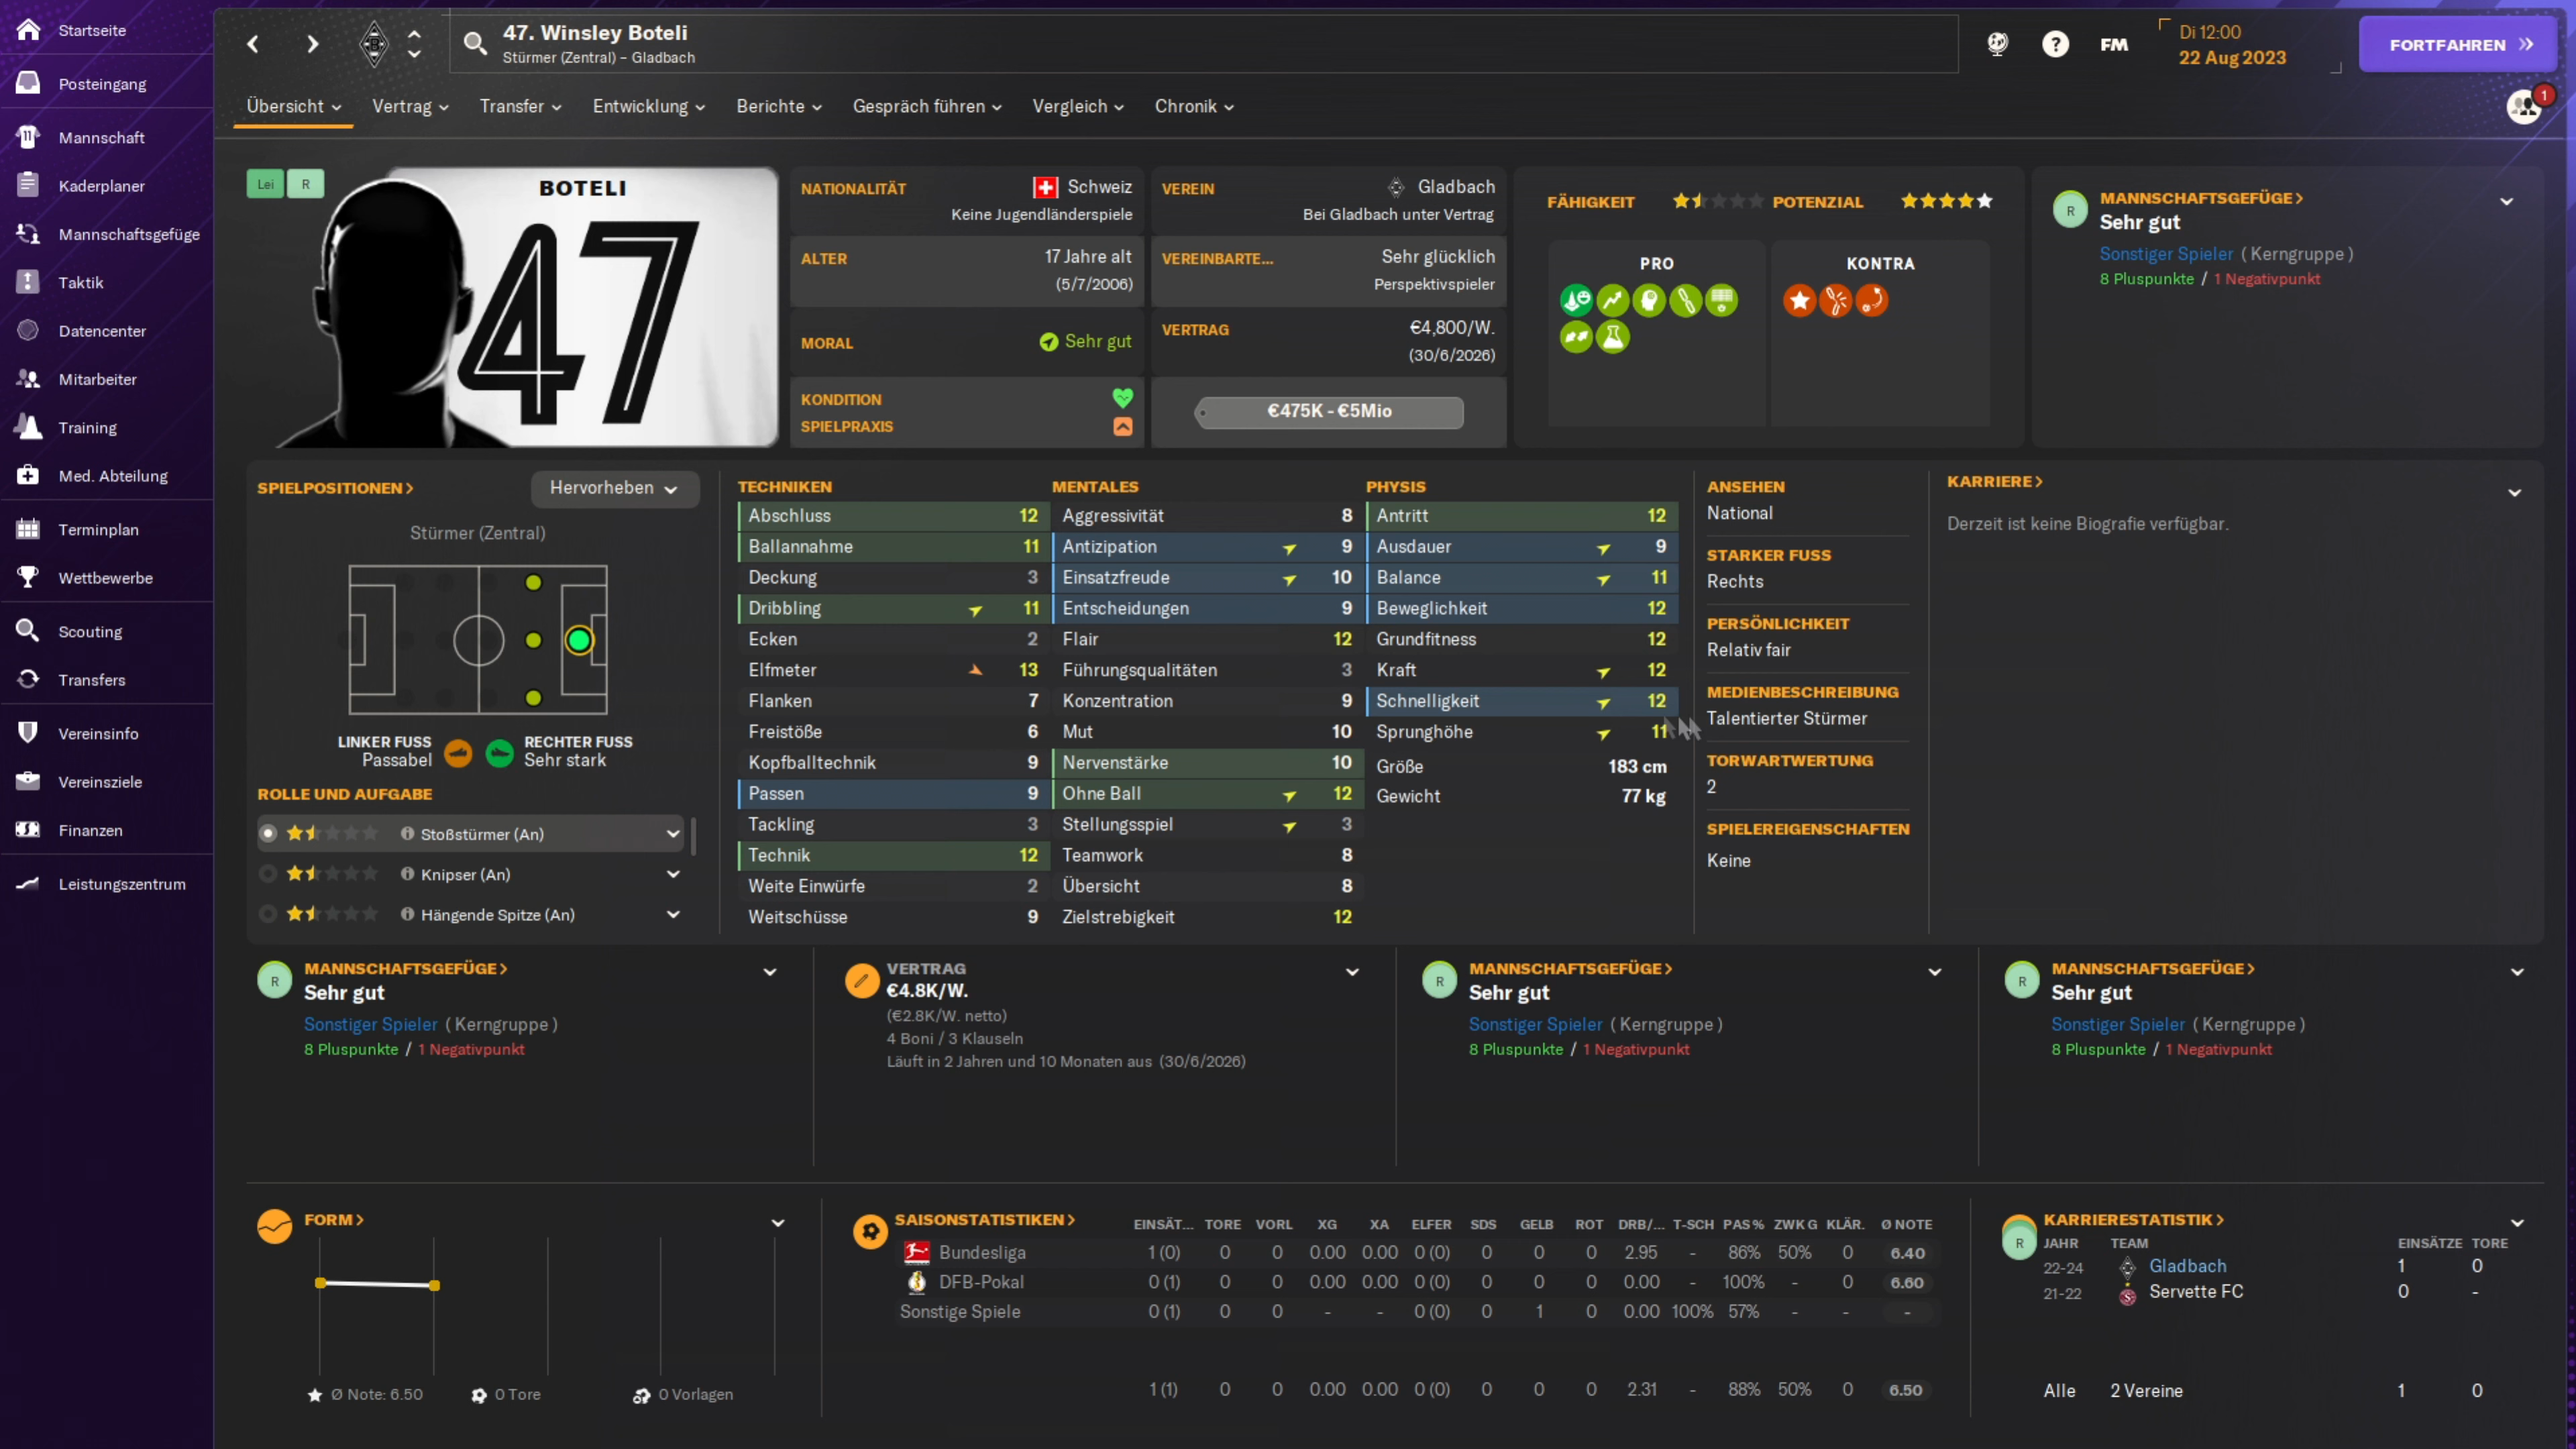 Startseite
Posteingang
Mannschaft
Kaderplaner
Mannschaftsgefüge
Taktik
Datencenter
Mitarbeiter
Training
Med. Abteilung
Terminplan
Wettbewerbe
Scouting
Transfers
Vereinsinfo
Vereinsziele
Finanzen
Leistungszentrum
47. Winsley Boteli
Stürmer (Zentral) – Gladbach
?
FM
Di 12:00
22 Aug 2023
FORTFAHREN
1
Übersicht Vertrag Transfer Entwicklung Berichte Gespräch führen Vergleich Chronik
Lei R
BOTELI
47
NATIONALITÄT Schweiz
Keine Jugendländerspiele
ALTER 17 Jahre alt
(5/7/2006)
MORAL Sehr gut
KONDITION
SPIELPRAXIS
VEREIN Gladbach
Bei Gladbach unter Vertrag
VEREINBARTE... Sehr glücklich
Perspektivspieler
VERTRAG €4,800/W.
(30/6/2026)
€475K - €5Mio
FÄHIGKEIT POTENZIAL
PRO KONTRA
R
MANNSCHAFTSGEFÜGE
Sehr gut
Sonstiger Spieler ( Kerngruppe )
8 Pluspunkte / 1 Negativpunkt
SPIELPOSITIONEN Hervorheben
Stürmer (Zentral)
LINKER FUSS
Passabel
RECHTER FUSS
Sehr stark
ROLLE UND AUFGABE
Stoßstürmer (An)
Knipser (An)
Hängende Spitze (An)
TECHNIKEN
Abschluss 12
Ballannahme 11
Deckung 3
Dribbling 11
Ecken 2
Elfmeter 13
Flanken 7
Freistöße 6
Kopfballtechnik 9
Passen 9
Tackling 3
Technik 12
Weite Einwürfe 2
Weitschüsse 9
MENTALES
Aggressivität 8
Antizipation 9
Einsatzfreude 10
Entscheidungen 9
Flair 12
Führungsqualitäten 3
Konzentration 9
Mut 10
Nervenstärke 10
Ohne Ball 12
Stellungsspiel 3
Teamwork 8
Übersicht 8
Zielstrebigkeit 12
PHYSIS
Antritt 12
Ausdauer 9
Balance 11
Beweglichkeit 12
Grundfitness 12
Kraft 12
Schnelligkeit 12
Sprunghöhe 11
Größe 183 cm
Gewicht 77 kg
ANSEHEN
National
STARKER FUSS
Rechts
PERSÖNLICHKEIT
Relativ fair
MEDIENBESCHREIBUNG
Talentierter Stürmer
TORWARTWERTUNG
2
SPIELEREIGENSCHAFTEN
Keine
KARRIERE
Derzeit ist keine Biografie verfügbar.
R
MANNSCHAFTSGEFÜGE
Sehr gut
Sonstiger Spieler ( Kerngruppe )
8 Pluspunkte / 1 Negativpunkt
VERTRAG
€4.8K/W.
(€2.8K/W. netto)
4 Boni / 3 Klauseln
Läuft in 2 Jahren und 10 Monaten aus (30/6/2026)
R
MANNSCHAFTSGEFÜGE
Sehr gut
Sonstiger Spieler ( Kerngruppe )
8 Pluspunkte / 1 Negativpunkt
R
MANNSCHAFTSGEFÜGE
Sehr gut
Sonstiger Spieler ( Kerngruppe )
8 Pluspunkte / 1 Negativpunkt
FORM
Ø Note: 6.50 0 Tore 0 Vorlagen
SAISONSTATISTIKEN EINSÄT... TORE VORL XG XA ELFER SDS GELB ROT DRB/... T-SCH PAS % ZWK G KLÄR. Ø NOTE
Bundesliga 1 (0) 0 0 0.00 0.00 0 (0) 0 0 0 2.95 - 86% 50% 0 6.40
DFB-Pokal 0 (1) 0 0 0.00 0.00 0 (0) 0 0 0 0.00 - 100% - 0 6.60
Sonstige Spiele 0 (1) 0 0 - - 0 (0) 0 1 0 0.00 100% 57% - - -
1 (1) 0 0 0.00 0.00 0 (0) 0 0 0 2.31 - 88% 50% 0 6.50
R
KARRIERESTATISTIK
JAHR TEAM EINSÄTZE TORE
22-24 Gladbach 1 0
21-22 Servette FC 0 -
Alle 2 Vereine 1 0